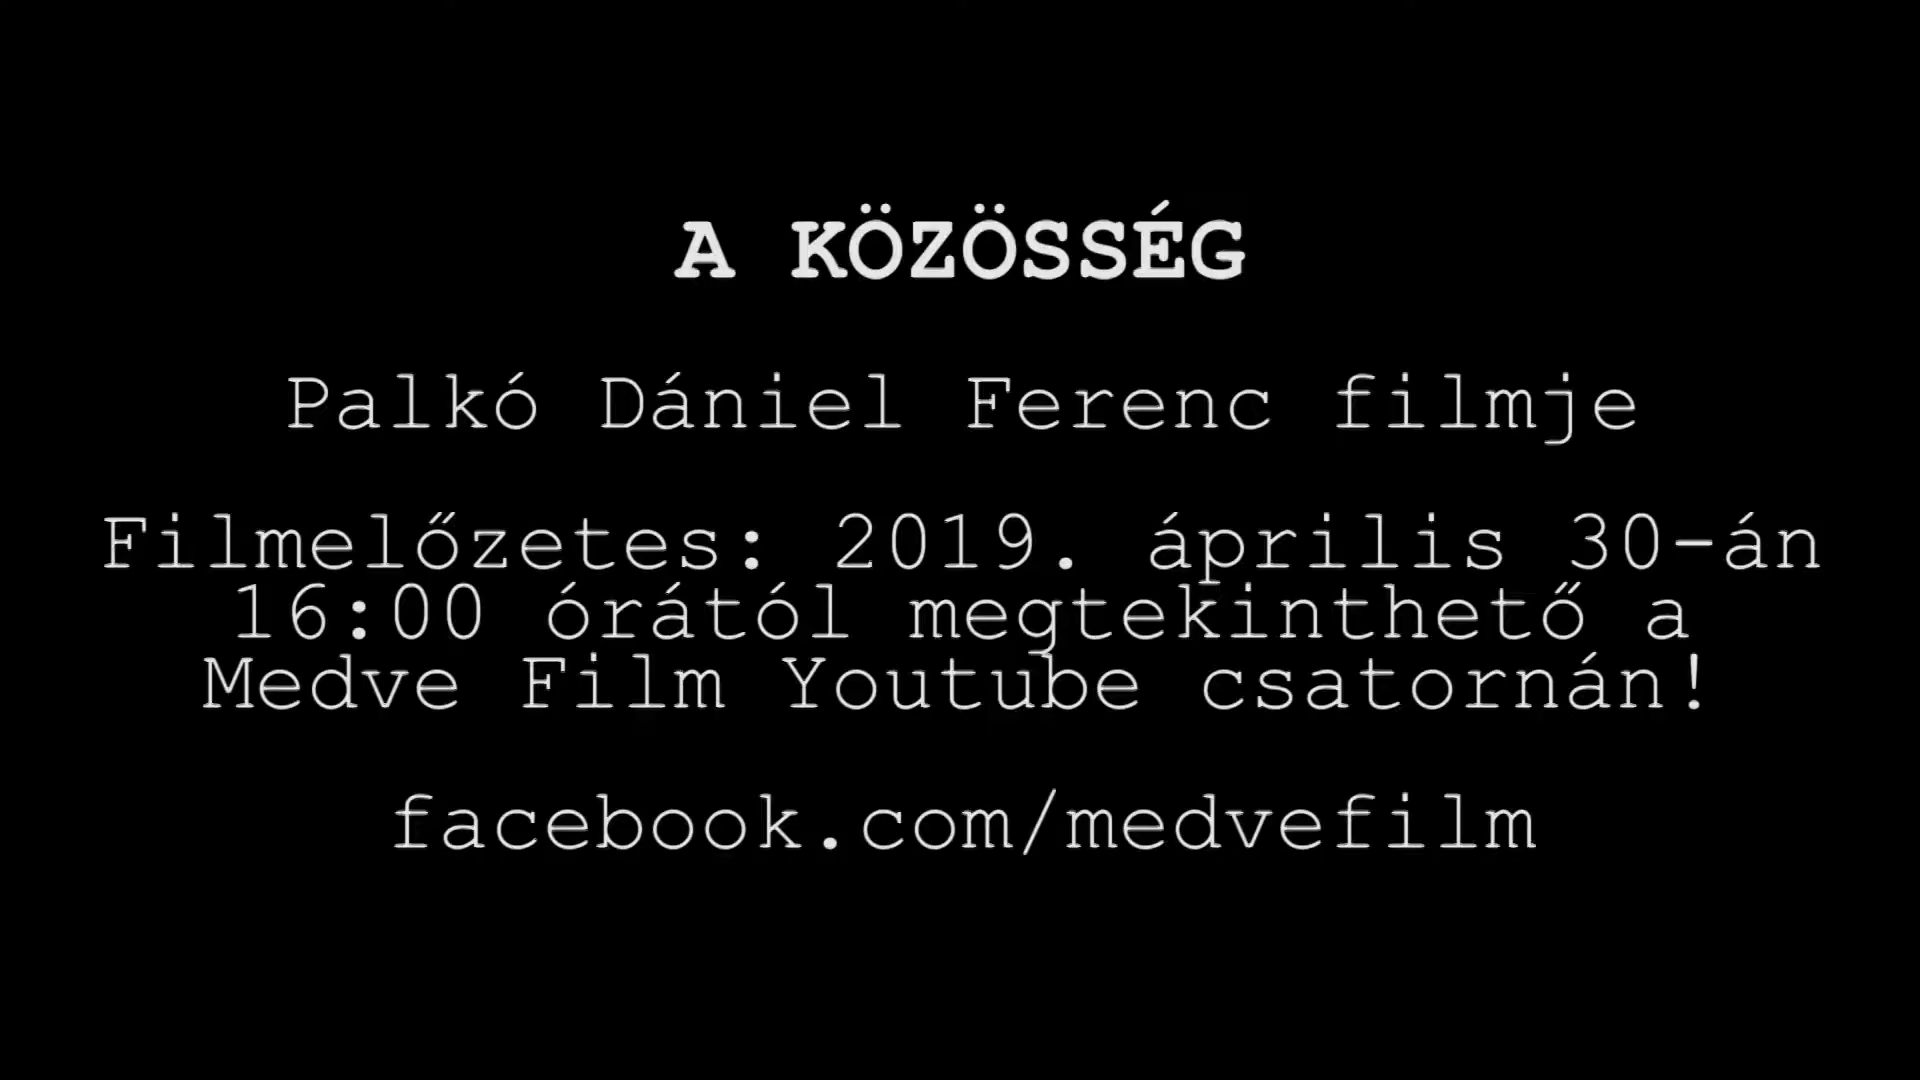 A KÖZÖSSÉG
Palkó Dániel Ferenc filmje
Filmelőzetes: 2019. április 30-án
16:00 órától megtekinthető a
Medve Film Youtube csatornán!
facebook.com/medvefilm